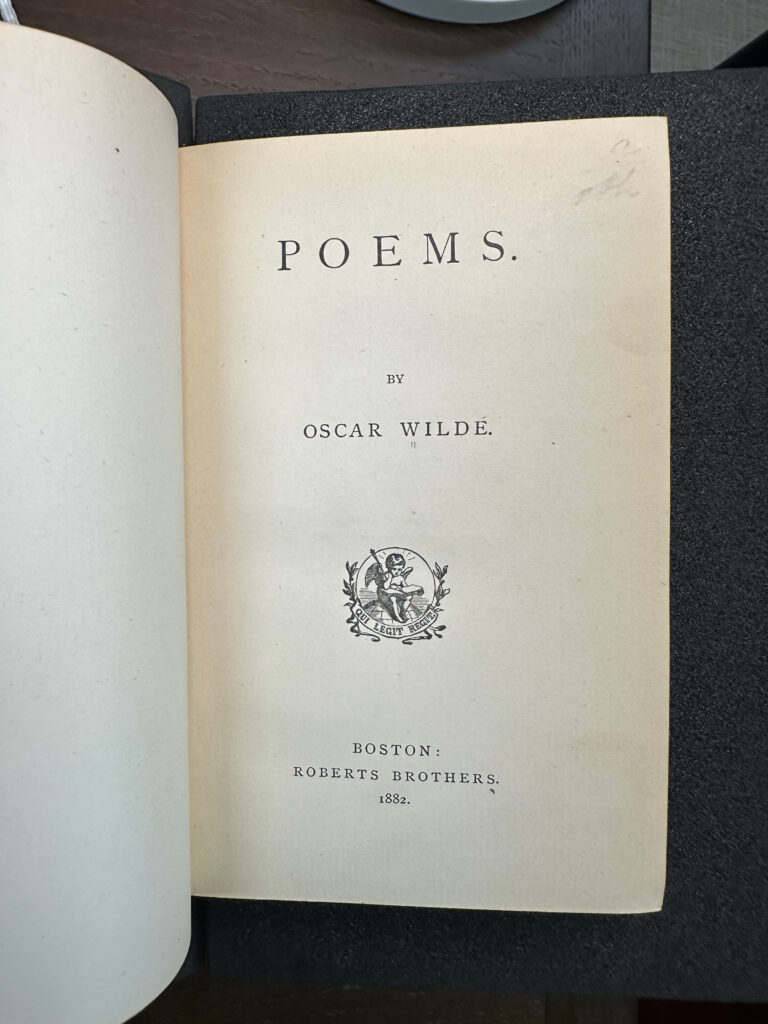 POEMS.
BY
OSCAR WILDE.
QUI LEGIT REGIT
BOSTON:
ROBERTS BROTHERS.
1882.